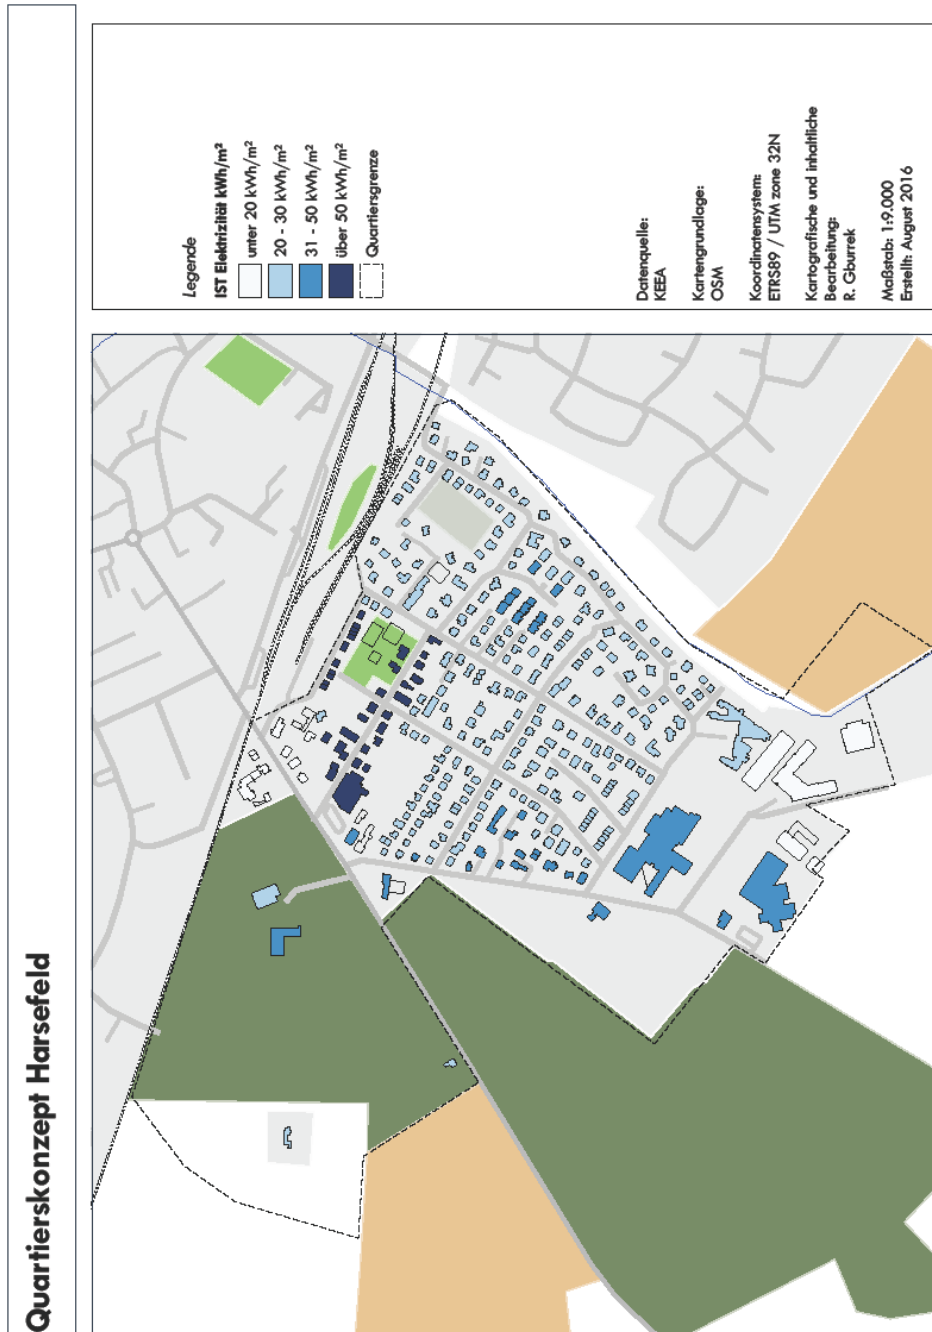 Quartierskonzept Harsefeld
Legende
IST Elektrizität kWh/m²
unter 20 kWh/m²
20 - 30 kWh/m²
31 - 50 kWh/m²
über 50 kWh/m²
Quartiersgrenze
Datenquelle:
KEEA
Kartengrundlage:
OSM
Koordinatensystem:
ETRS89 / UTM zone 32N
Kartografische und inhaltliche
Bearbeitung:
R. Gburrek
Maßstab: 1:9.000
Erstellt: August 2016